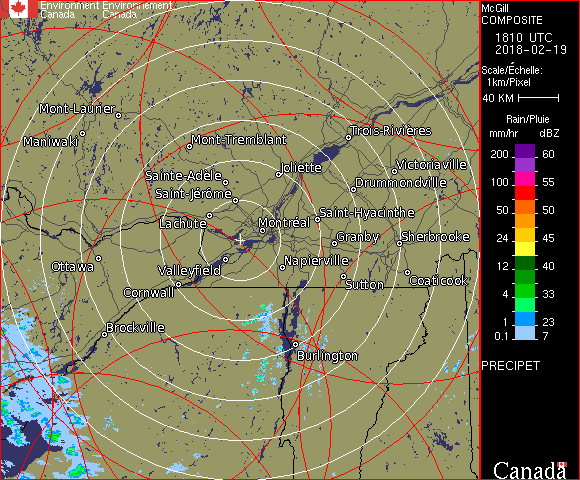 Environment Environnement
Canada Canada
McGill
COMPOSITE
1810 UTC
2018-02-19
Scale/Échelle:
1km/Pixel
40 KM
Rain/Pluie
mm/hr dBZ
200 60
100 55
50 50
24 45
12 40
4 33
1 23
0.1 7
PRECIPET
Canada
Mont-Laurier
Maniwaki
Mont-Tremblant
Trois-Rivières
Joliette
Victoriaville
Sainte-Adèle
Drummondville
Saint-Jérôme
Saint-Hyacinthe
Lachute
Montréal
Granby
Sherbrooke
Ottawa
Valleyfield
Napierville
Cornwall
Sutton
Coaticook
Brockville
Burlington